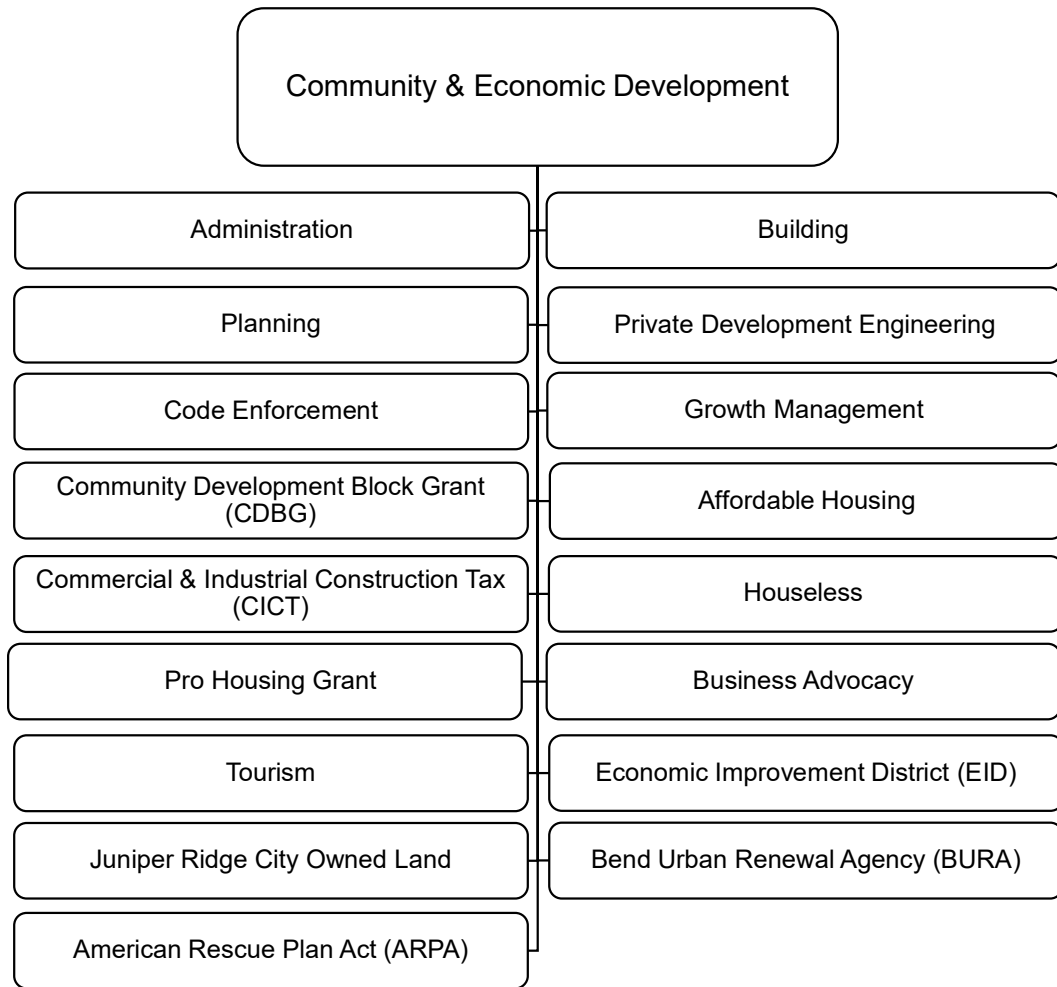 Community & Economic Development
Administration
Building
Planning
Private Development Engineering
Code Enforcement
Growth Management
Community Development Block Grant
(CDBG)
Affordable Housing
Commercial & Industrial Construction Tax
(CICT)
Houseless
Pro Housing Grant
Business Advocacy
Tourism
Economic Improvement District (EID)
Juniper Ridge City Owned Land
Bend Urban Renewal Agency (BURA)
American Rescue Plan Act (ARPA)